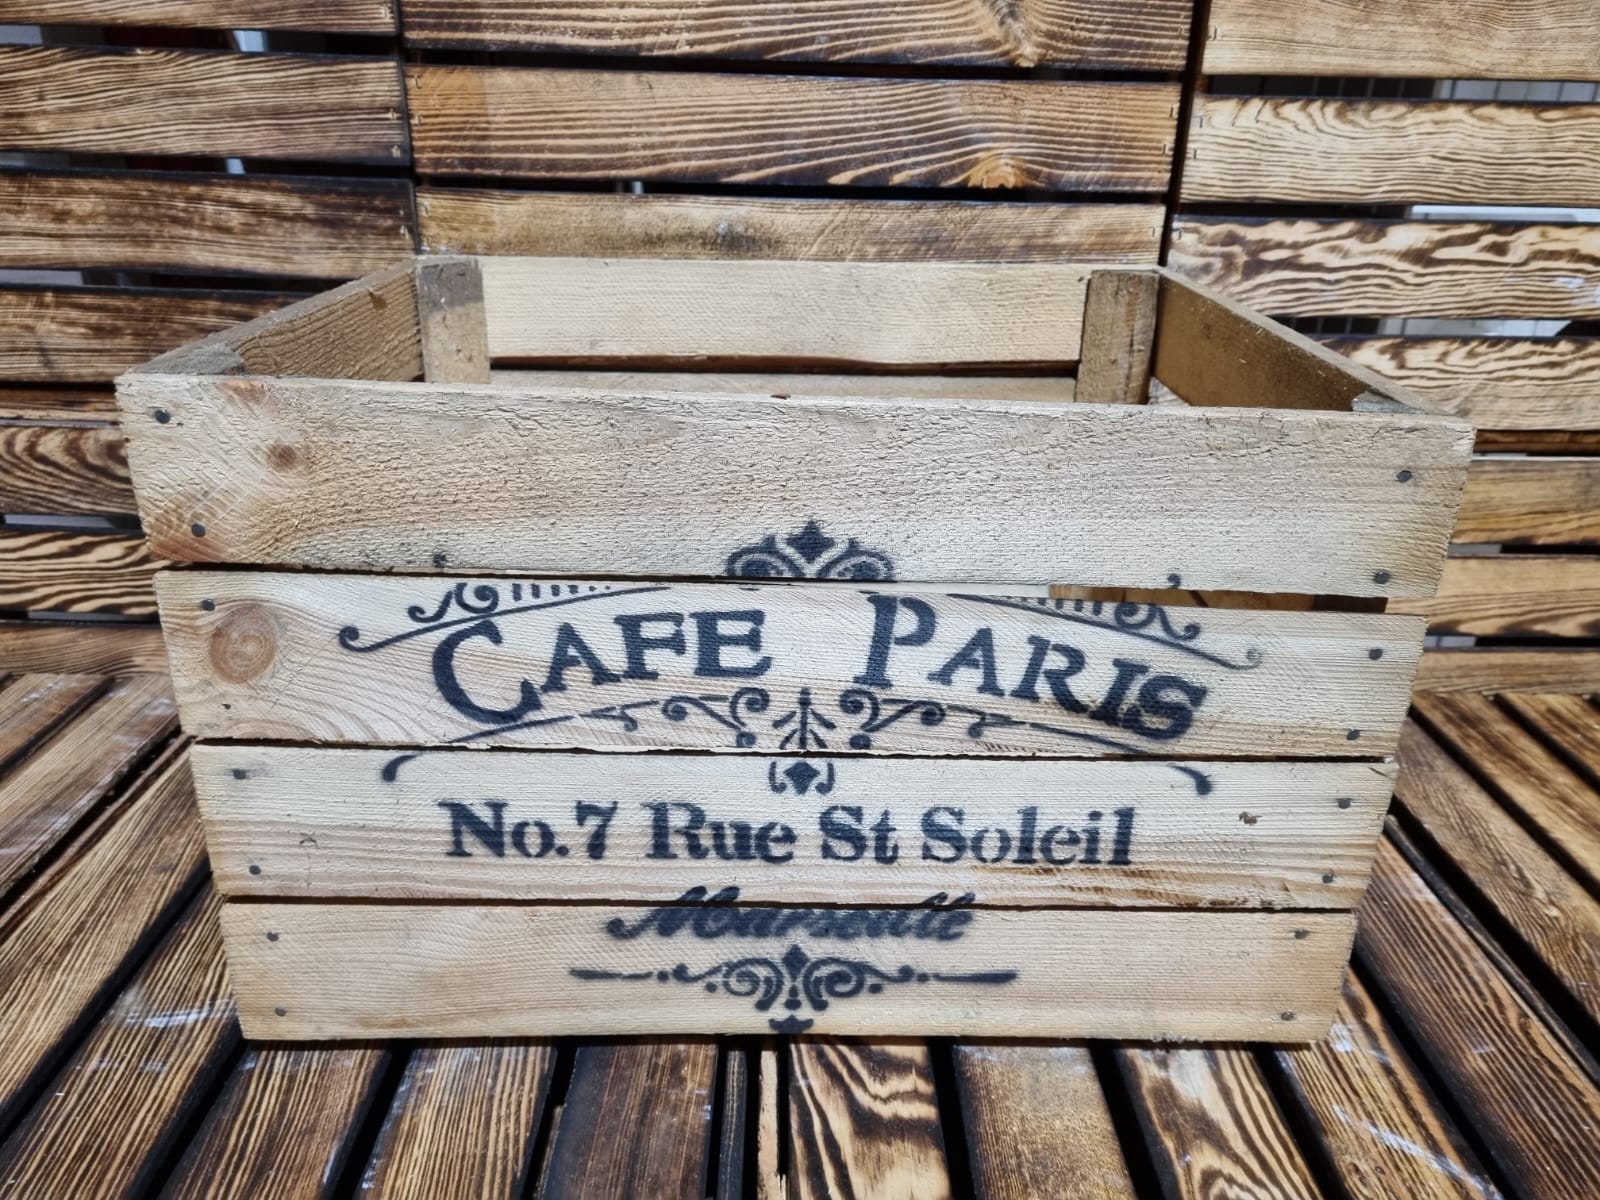 CAFE PARIS
No.7 Rue St Soleil